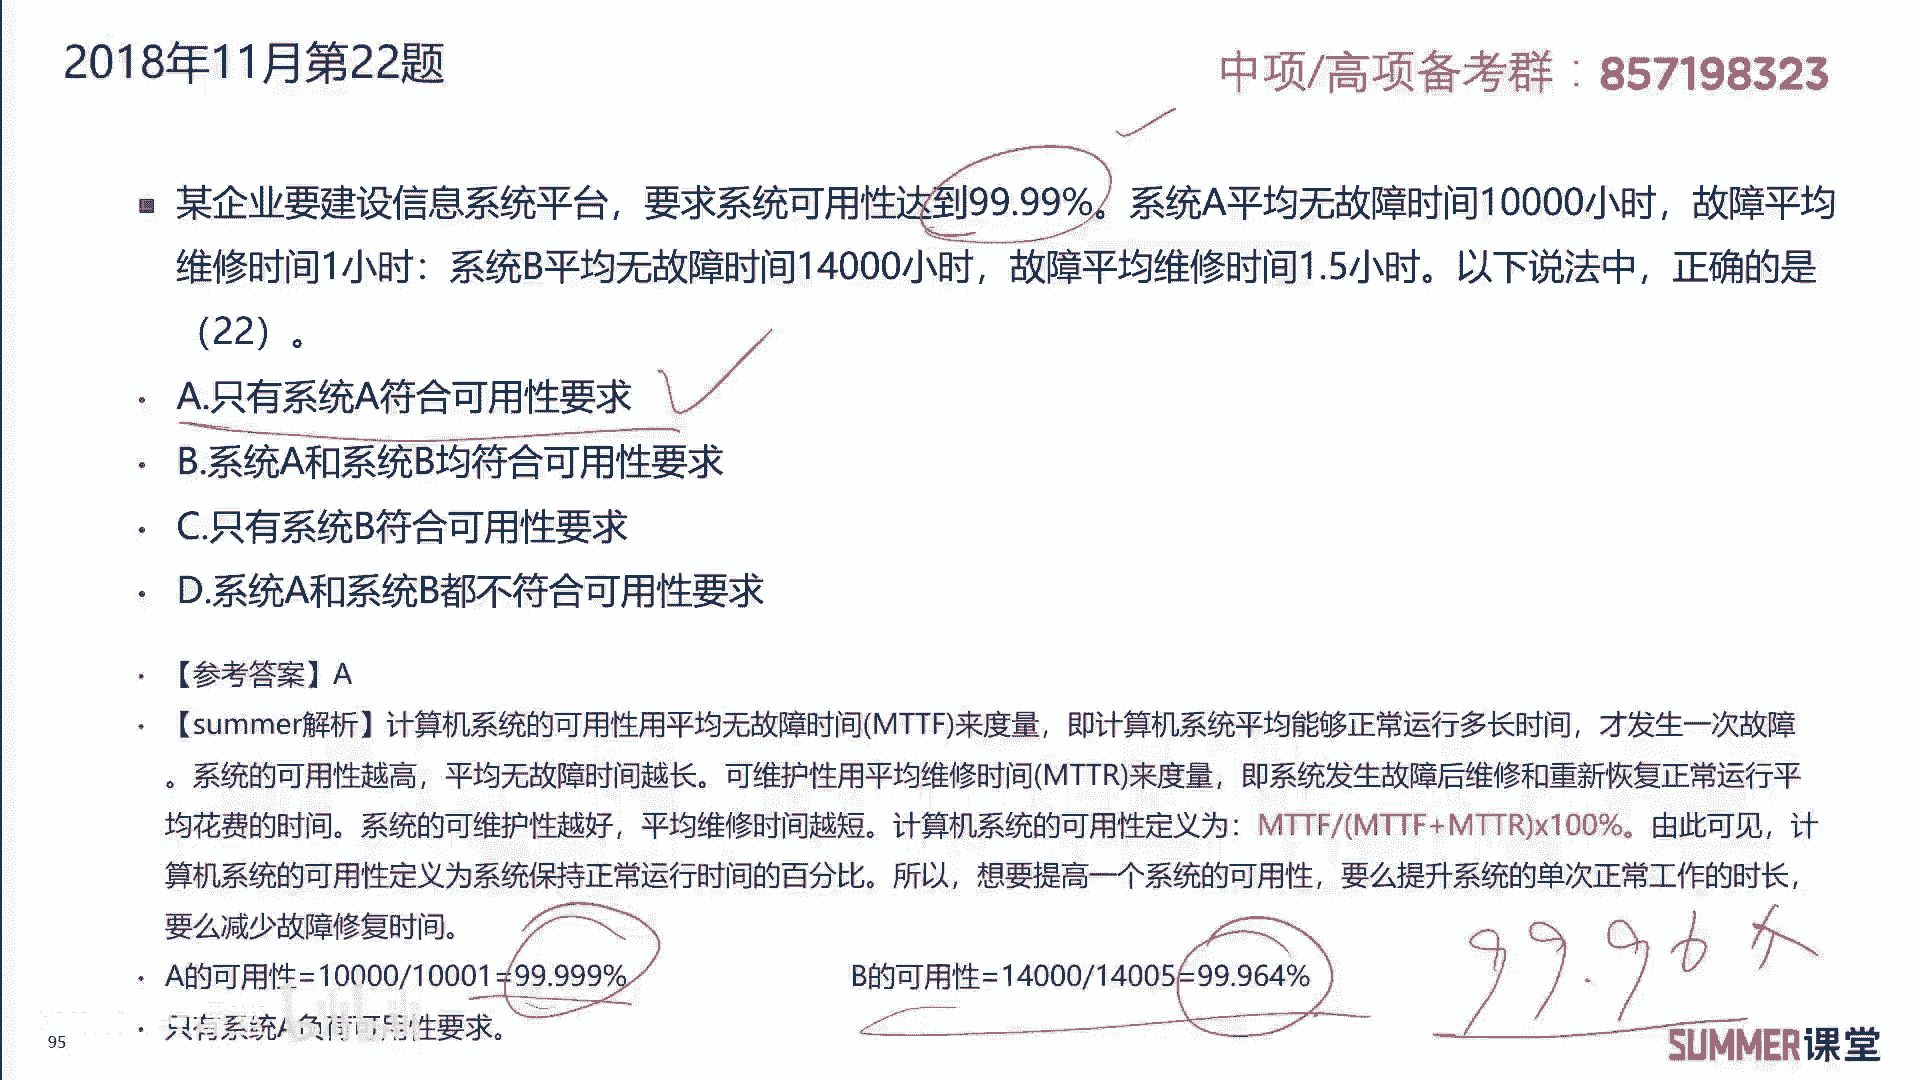 2018年11月第22题
中项/高项备考群：857198323
■ 某企业要建设信息系统平台，要求系统可用性达到99.99%。系统A平均无故障时间10000小时，故障平均
维修时间1小时：系统B平均无故障时间14000小时，故障平均维修时间1.5小时。以下说法中，正确的是
（22）。
· A.只有系统A符合可用性要求
· B.系统A和系统B均符合可用性要求
· C.只有系统B符合可用性要求
· D.系统A和系统B都不符合可用性要求
· 【参考答案】A
· 【summer解析】计算机系统的可用性用平均无故障时间(MTTF)来度量，即计算机系统平均能够正常运行多长时间，才发生一次故障
。系统的可用性越高，平均无故障时间越长。可维护性用平均维修时间(MTTR)来度量，即系统发生故障后维修和重新恢复正常运行平
均花费的时间。系统的可维护性越好，平均维修时间越短。计算机系统的可用性定义为：MTTF/(MTTF+MTTR)x100%。由此可见，计
算机系统的可用性定义为系统保持正常运行时间的百分比。所以，想要提高一个系统的可用性，要么提升系统的单次正常工作的时长，
要么减少故障修复时间。
· A的可用性=10000/10001=99.999%
B的可用性=14000/14005=99.964%
99.96
· 只有系统A负荷可用性要求。
95
SUMMER课堂